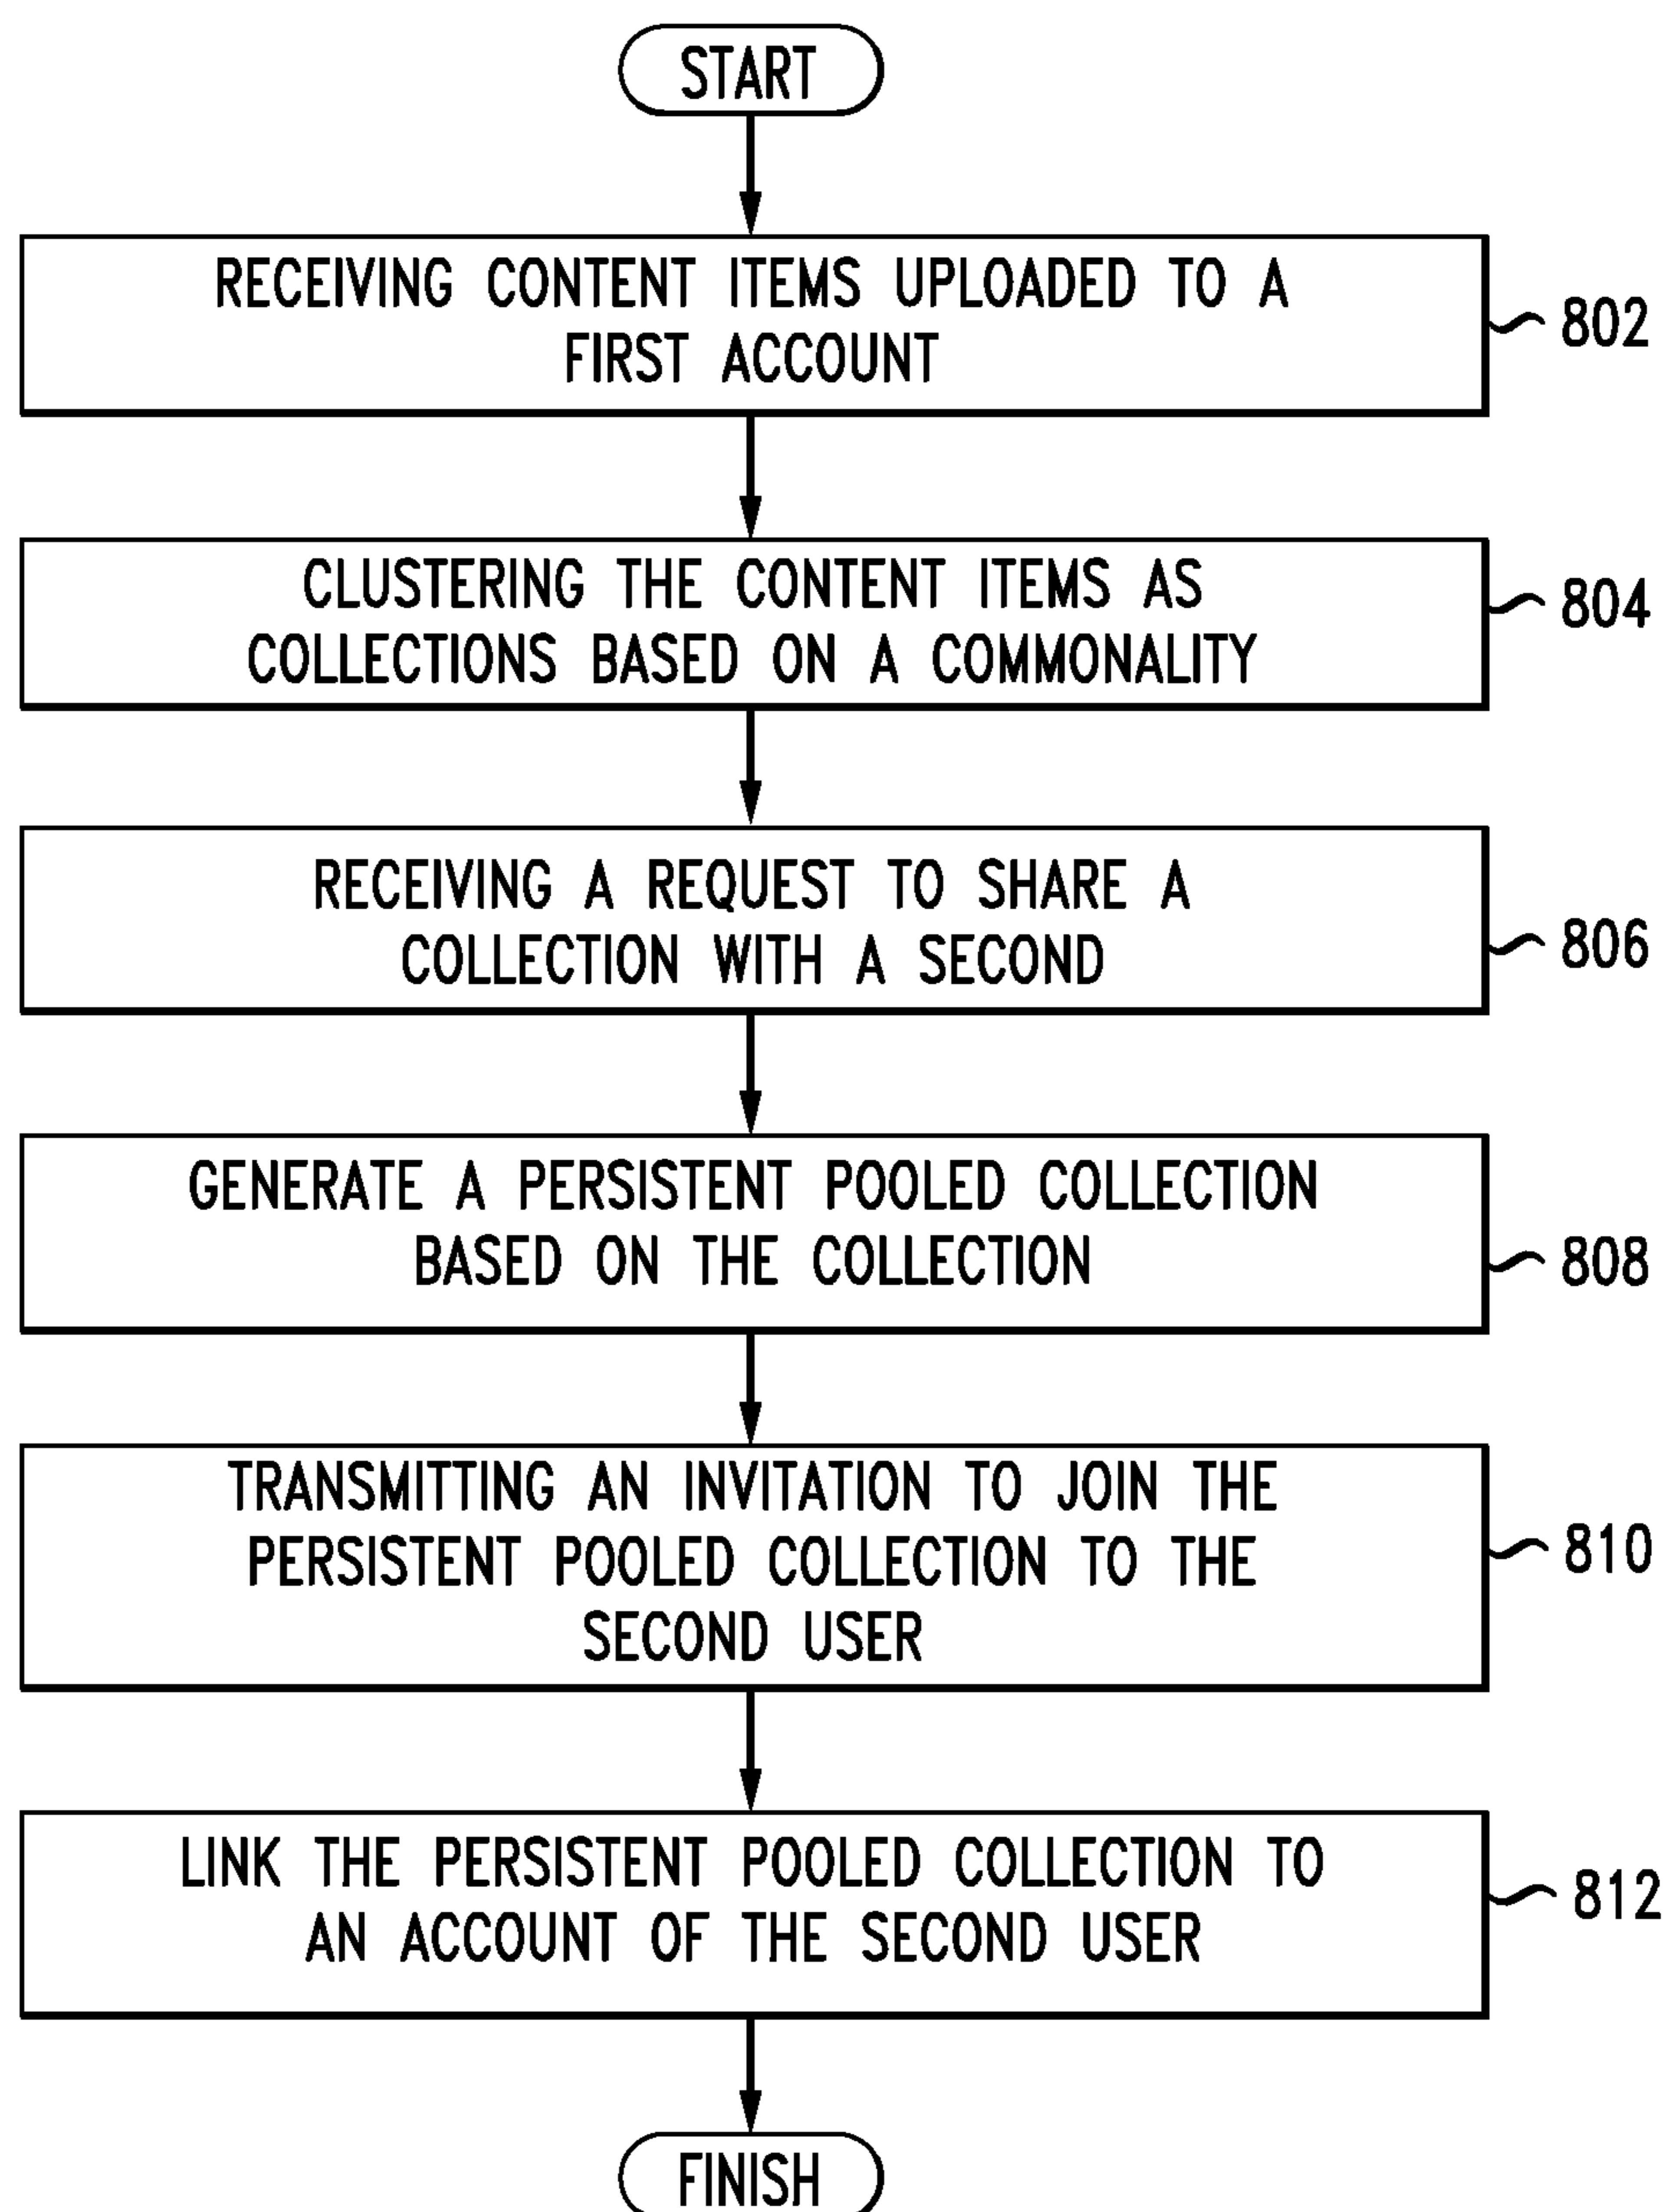 START
RECEIVING CONTENT ITEMS UPLOADED TO A
FIRST ACCOUNT
802
CLUSTERING THE CONTENT ITEMS AS
COLLECTIONS BASED ON A COMMONALITY
804
RECEIVING A REQUEST TO SHARE A
COLLECTION WITH A SECOND
806
GENERATE A PERSISTENT POOLED COLLECTION
BASED ON THE COLLECTION
808
TRANSMITTING AN INVITATION TO JOIN THE
PERSISTENT POOLED COLLECTION TO THE
SECOND USER
810
LINK THE PERSISTENT POOLED COLLECTION TO
AN ACCOUNT OF THE SECOND USER
812
FINISH